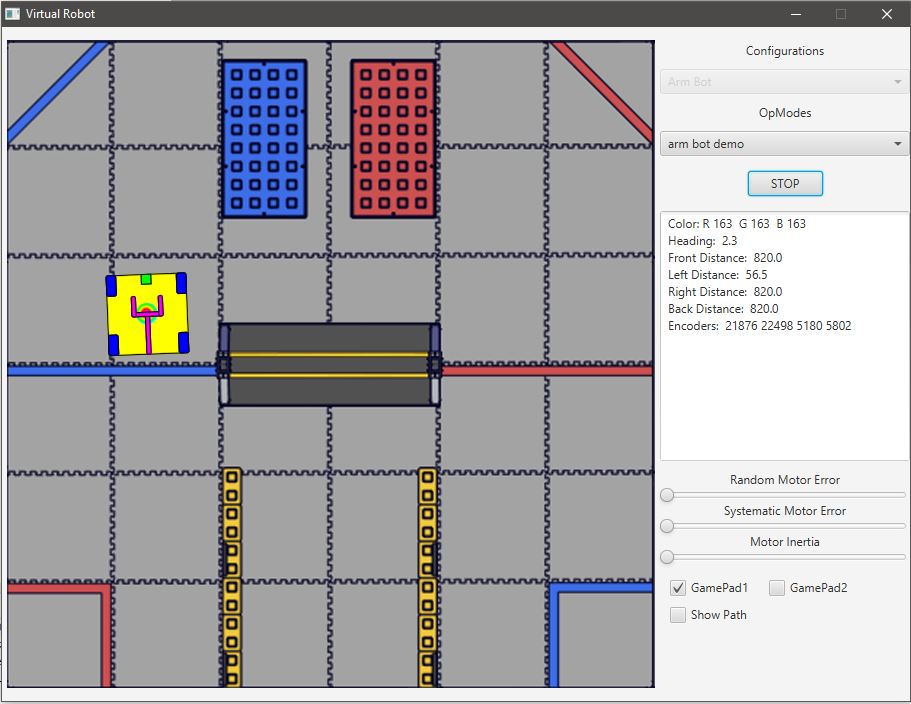 Virtual Robot
Configurations
Arm Bot
OpModes
arm bot demo
STOP
Color: R 163  G 163  B 163
Heading:  2.3
Front Distance:  820.0
Left Distance:  56.5
Right Distance:  820.0
Back Distance:  820.0
Encoders:  21876 22498 5180 5802
Random Motor Error
Systematic Motor Error
Motor Inertia
GamePad1 GamePad2
Show Path